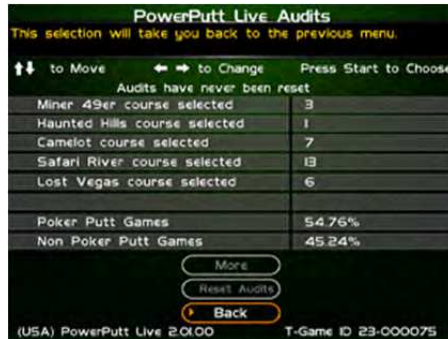 PowerPutt Live Audits
This selection will take you back to the previous menu.
to Move to Change Press Start to Choose
Audits have never been reset
Miner 49er course selected 3
Haunted Hills course selected 1
Camelot course selected 7
Safari River course selected 13
Lost Vegas course selected 6
Poker Putt Games 54.76%
Non Poker Putt Games 45.24%
More
Reset Audits
Back
(USA) PowerPutt Live 2.01.00 T-Game ID 23-000075